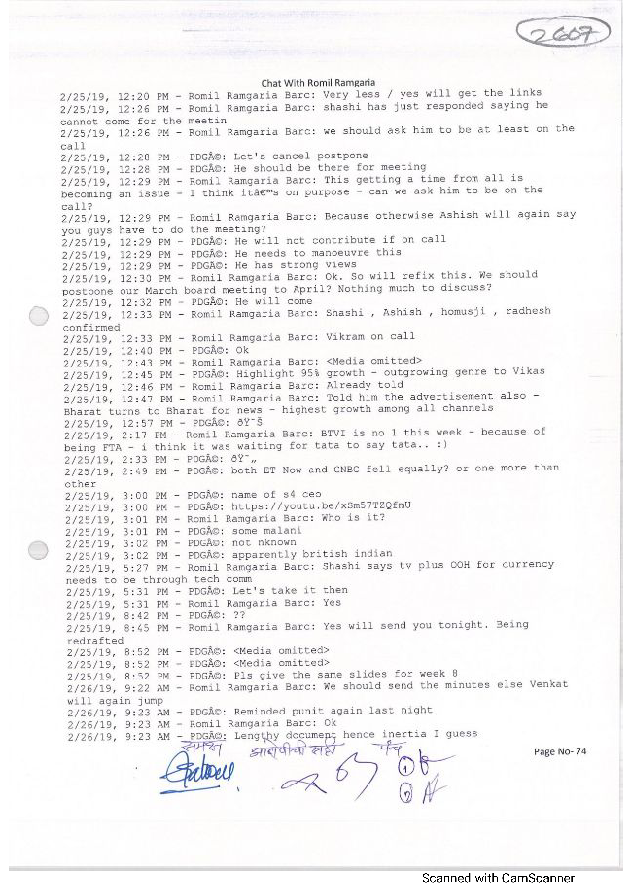 2607
Chat With Romil Ramgaria
2/25/19, 12:20 PM - Romil Ramgaria Barc: Very less / yes will get the links
2/25/19, 12:26 PM - Romil Ramgaria Barc: shashi has just responded saying he
cannot come for the meetin
2/25/19, 12:26 PM - Romil Ramgaria Barc: we should ask him to be at least on the
call
2/25/19, 12:28 PM - PDGÂ©: Let's cancel postpone
2/25/19, 12:28 PM - PDGÂ©: He should be there for meeting
2/25/19, 12:29 PM - Romil Ramgaria Barc: This getting a time from all is
becoming an issue - I think itâ€™s on purpose - can we ask him to be on the
call?
2/25/19, 12:29 PM - Romil Ramgaria Barc: Because otherwise Ashish will again say
you guys have to do the meeting?
2/25/19, 12:29 PM - PDGÂ©: He will not contribute if on call
2/25/19, 12:29 PM - PDGÂ©: He needs to manoeuvre this
2/25/19, 12:29 PM - PDGÂ©: He has strong views
2/25/19, 12:30 PM - Romil Ramgaria Barc: Ok. So will refix this. We should
postpone our March board meeting to April? Nothing much to discuss?
2/25/19, 12:32 PM - PDGÂ©: He will come
2/25/19, 12:33 PM - Romil Ramgaria Barc: Shashi , Ashish , homusji , radhesh
confirmed
2/25/19, 12:33 PM - Romil Ramgaria Barc: Vikram on call
2/25/19, 12:40 PM - PDGÂ©: Ok
2/25/19, 12:43 PM - Romil Ramgaria Barc: <Media omitted>
2/25/19, 12:45 PM - PDGÂ©: Highlight 95% growth - outgrowing genre to Vikas
2/25/19, 12:46 PM - Romil Ramgaria Barc: Already told
2/25/19, 12:47 PM - Romil Ramgaria Barc: Told him the advertisement also -
Bharat turns to Bharat for news - highest growth among all channels
2/25/19, 12:57 PM - PDGÂ©: ðŸ˜Š
2/25/19, 2:17 PM - Romil Ramgaria Barc: BTVI is no 1 this week - because of
being FTA - i think it was waiting for tata to say tata.. :)
2/25/19, 2:33 PM - PDGÂ©: ðŸ˜„
2/25/19, 2:49 PM - PDGÂ©: both ET Now and CNBC fell equally? or one more than
other
2/25/19, 3:00 PM - PDGÂ©: name of s4 ceo
2/25/19, 3:00 PM - PDGÂ©: https://youtu.be/xSm57TZQfmU
2/25/19, 3:01 PM - Romil Ramgaria Barc: Who is it?
2/25/19, 3:01 PM - PDGÂ©: some malani
2/25/19, 3:02 PM - PDGÂ©: not nknown
2/25/19, 3:02 PM - PDGÂ©: apparently british indian
2/25/19, 5:27 PM - Romil Ramgaria Barc: Shashi says tv plus OOH for currency
needs to be through tech comm
2/25/19, 5:31 PM - PDGÂ©: Let's take it then
2/25/19, 5:31 PM - Romil Ramgaria Barc: Yes
2/25/19, 8:42 PM - PDGÂ©: ??
2/25/19, 8:45 PM - Romil Ramgaria Barc: Yes will send you tonight. Being
redrafted
2/25/19, 8:52 PM - PDGÂ©: <Media omitted>
2/25/19, 8:52 PM - PDGÂ©: <Media omitted>
2/25/19, 8:52 PM - PDGÂ©: Pls give the same slides for week 8
2/26/19, 9:22 AM - Romil Ramgaria Barc: We should send the minutes else Venkat
will again jump
2/26/19, 9:23 AM - PDGÂ©: Reminded punit again last night
2/26/19, 9:23 AM - Romil Ramgaria Barc: Ok
2/26/19, 9:23 AM - PDGÂ©: Lengthy document hence inertia I guess
समक्ष आरोपीची सही पंच
Page No- 74
1
2
Scanned with CamScanner